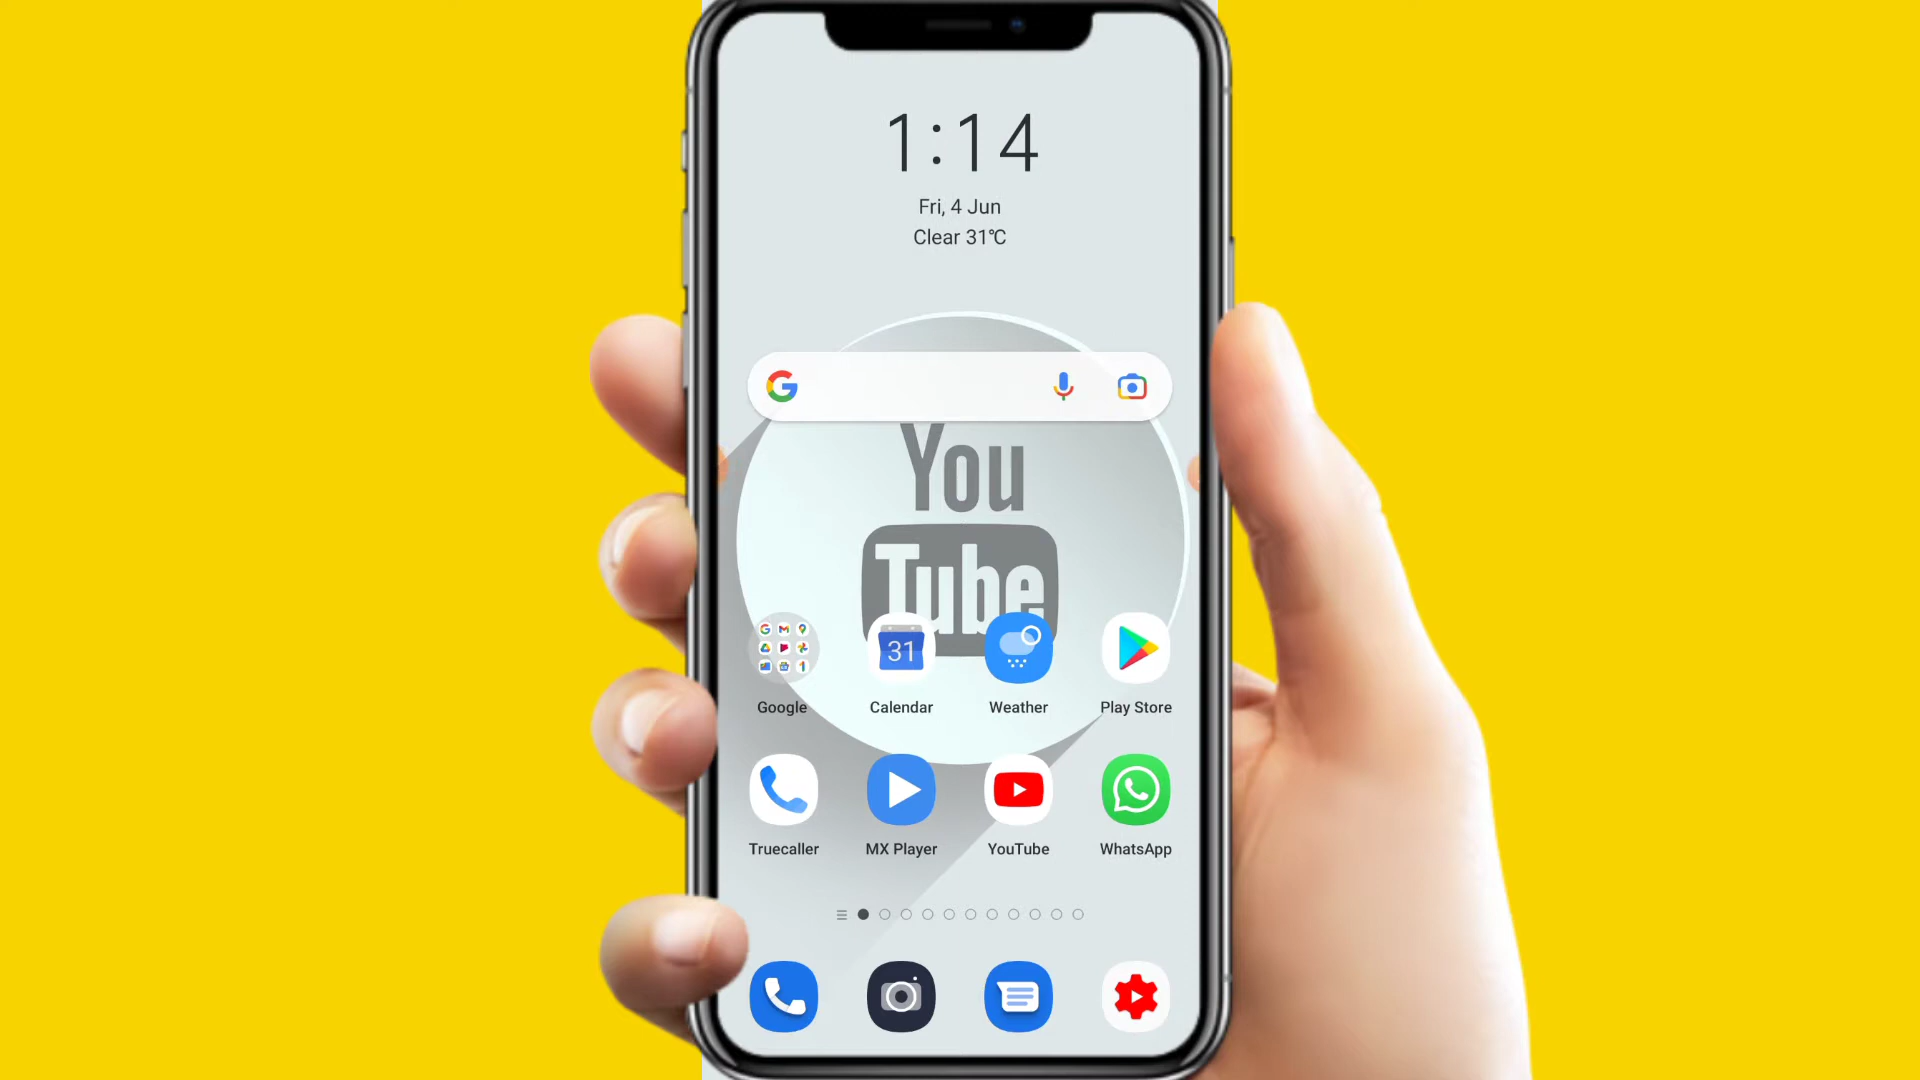 1:14
Fri, 4 Jun
Clear 31°C
You
Tube
31
Google
Calendar
Weather
Play Store
Truecaller
MX Player
YouTube
WhatsApp